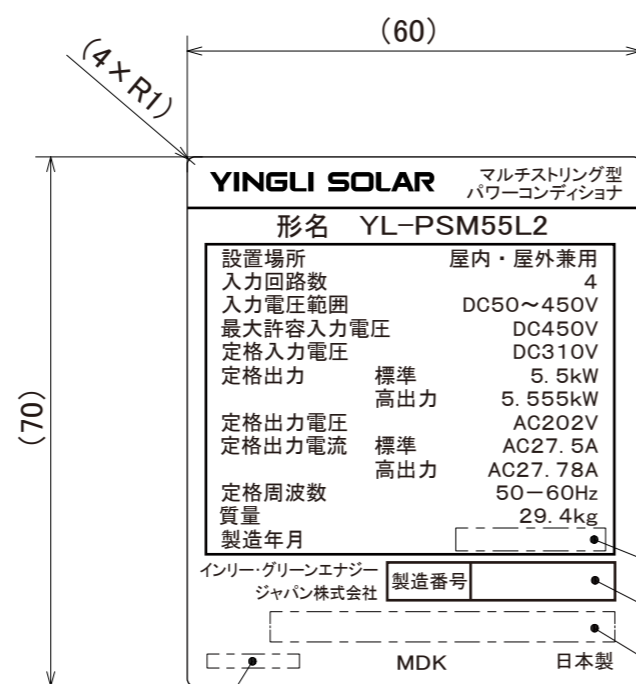 (60)
(4×R1)
(70)
YINGLI SOLAR マルチストリング型
パワーコンディショナ
形名 YL-PSM55L2
設置場所 屋内・屋外兼用
入力回路数 4
入力電圧範囲 DC50～450V
最大許容入力電圧 DC450V
定格入力電圧 DC310V
定格出力 標準 5.5kW
高出力 5.555kW
定格出力電圧 AC202V
定格出力電流 標準 AC27.5A
高出力 AC27.78A
定格周波数 50−60Hz
質量 29.4kg
製造年月
インリー・グリーンエナジー
ジャパン株式会社
製造番号
MDK 日本製